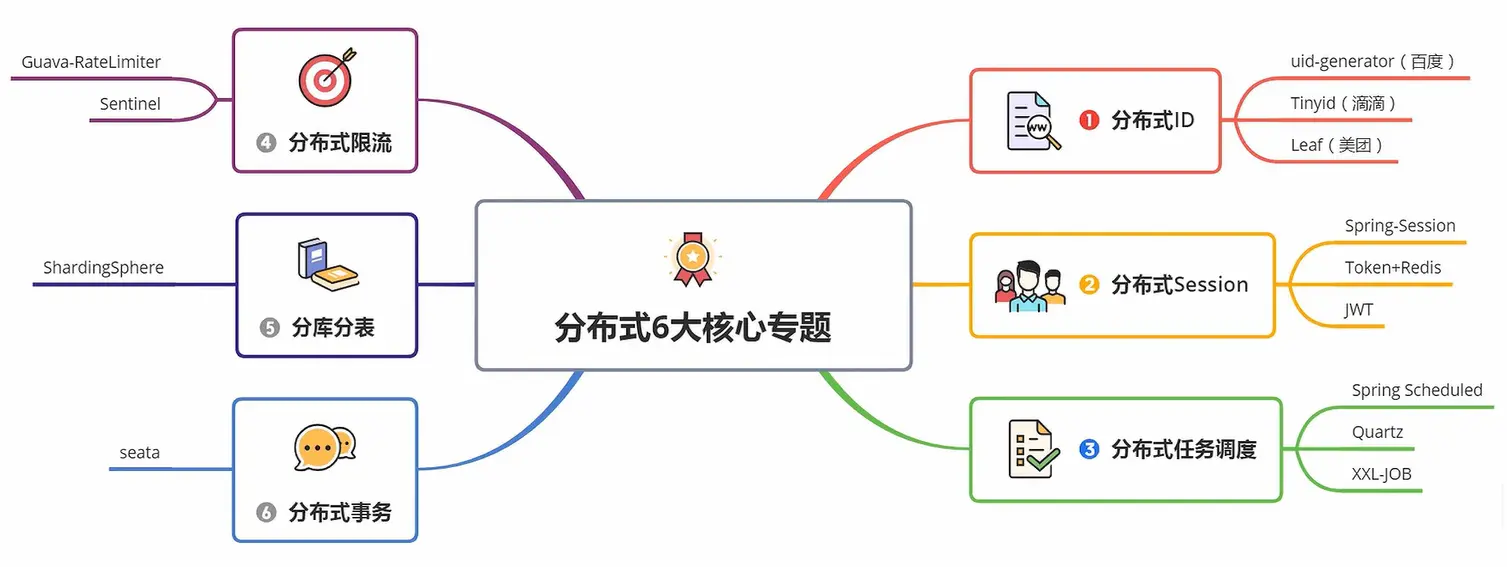 分布式6大核心专题
❶ 分布式ID
uid-generator（百度）
Tinyid（滴滴）
Leaf（美团）
❷ 分布式Session
Spring-Session
Token+Redis
JWT
❸ 分布式任务调度
Spring Scheduled
Quartz
XXL-JOB
❹ 分布式限流
Guava-RateLimiter
Sentinel
❺ 分库分表
ShardingSphere
❻ 分布式事务
seata
WW